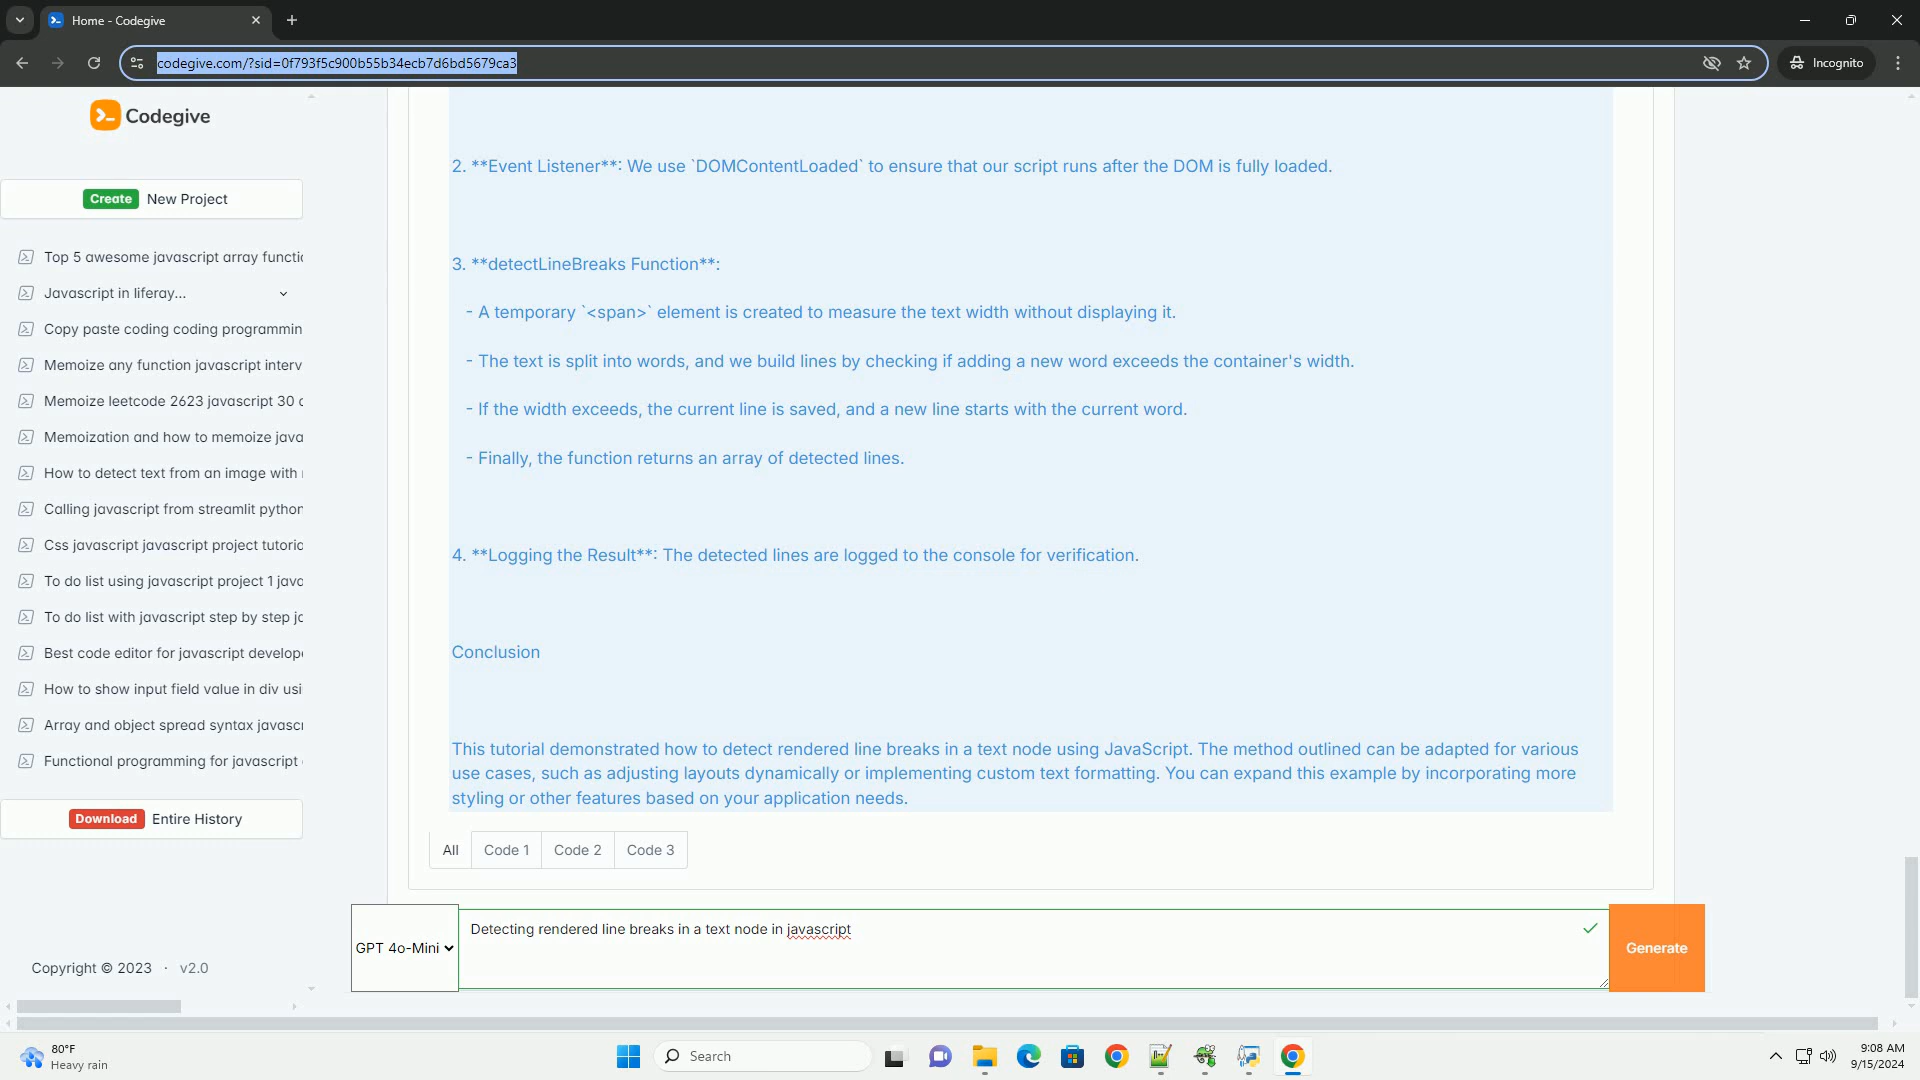 Home - Codegive
codegive.com/?sid=0f793f5c900b55b34ecb7d6bd5679ca3
Incognito
Codegive
Create New Project
Top 5 awesome javascript array functi
Javascript in liferay...
Copy paste coding coding programmin
Memoize any function javascript interv
Memoize leetcode 2623 javascript 30
Memoization and how to memoize java
How to detect text from an image with
Calling javascript from streamlit python
Css javascript javascript project tutoria
To do list using javascript project 1 java
To do list with javascript step by step ja
Best code editor for javascript develope
How to show input field value in div usi
Array and object spread syntax javascr
Functional programming for javascript
Download Entire History
Copyright © 2023 · v2.0
2. **Event Listener**: We use `DOMContentLoaded` to ensure that our script runs after the DOM is fully loaded.
3. **detectLineBreaks Function**:
- A temporary `<span>` element is created to measure the text width without displaying it.
- The text is split into words, and we build lines by checking if adding a new word exceeds the container's width.
- If the width exceeds, the current line is saved, and a new line starts with the current word.
- Finally, the function returns an array of detected lines.
4. **Logging the Result**: The detected lines are logged to the console for verification.
Conclusion
This tutorial demonstrated how to detect rendered line breaks in a text node using JavaScript. The method outlined can be adapted for various
use cases, such as adjusting layouts dynamically or implementing custom text formatting. You can expand this example by incorporating more
styling or other features based on your application needs.
All Code 1 Code 2 Code 3
GPT 4o-Mini
Detecting rendered line breaks in a text node in javascript
Generate
80°F
Heavy rain
Search
9:08 AM
9/15/2024